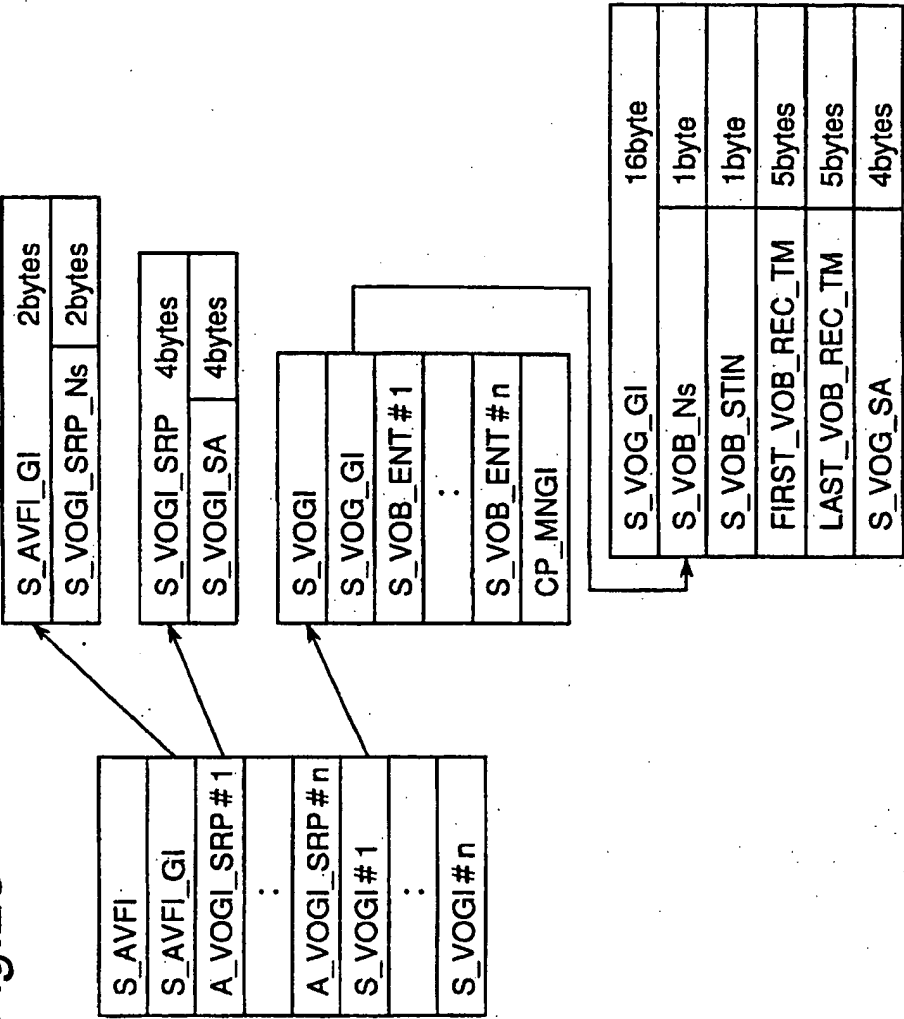 S_AVFI
S_AVFI_GI
A_VOGI_SRP#1
:
A_VOGI_SRP#n
S_VOGI#1
:
S_VOGI#n
S_AVFI_GI 2bytes
S_VOGI_SRP_Ns 2bytes
S_VOGI_SRP 4bytes
S_VOGI_SA 4bytes
S_VOGI
S_VOG_GI
S_VOB_ENT#1
:
S_VOB_ENT#n
CP_MNGI
S_VOG_GI 16byte
S_VOB_Ns 1byte
S_VOB_STIN 1byte
FIRST_VOB_REC_TM 5bytes
LAST_VOB_REC_TM 5bytes
S_VOG_SA 4bytes